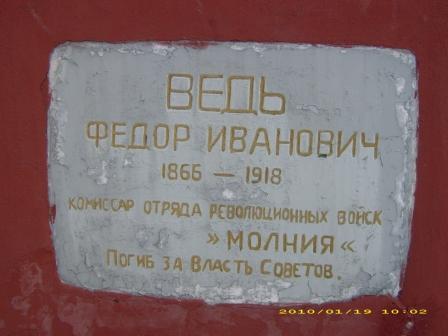 ВЕДЬ
ФЕДОР ИВАНОВИЧ
1866 — 1918
КОМИССАР ОТРЯДА РЕВОЛЮЦИОННЫХ ВОЙСК
»МОЛНИЯ«
ПОГИБ ЗА ВЛАСТЬ СОВЕТОВ.
2010/01/19 10:02